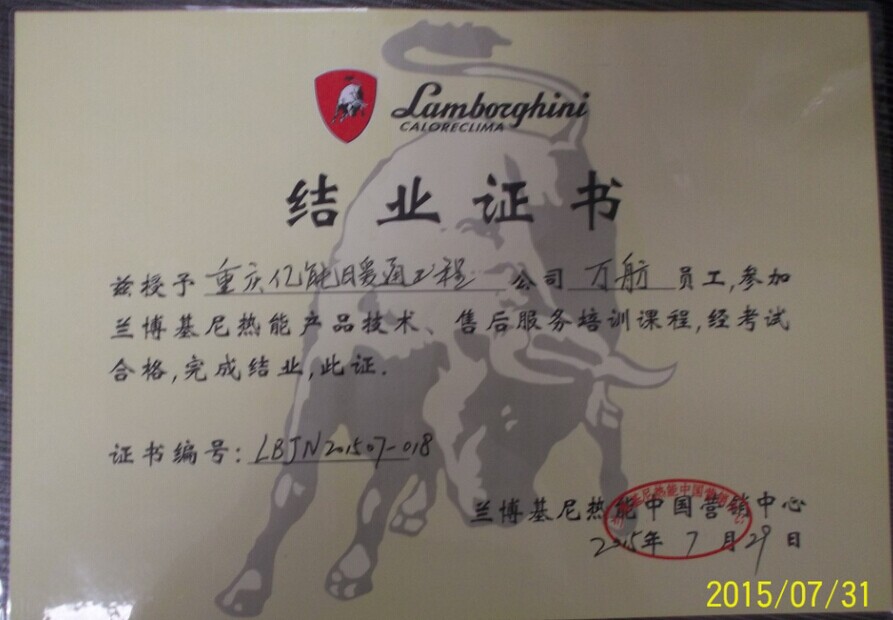 Lamborghini
CALORECLIMA
结业证书
兹授予 重庆亿能暖通工程 公司 万航 员工,参加
兰博基尼热能产品技术、售后服务培训课程,经考试
合格,完成结业,此证.
证书编号: LBJN201507-018
兰博基尼热能中国营销中心
2015年7月29日
2015/07/31